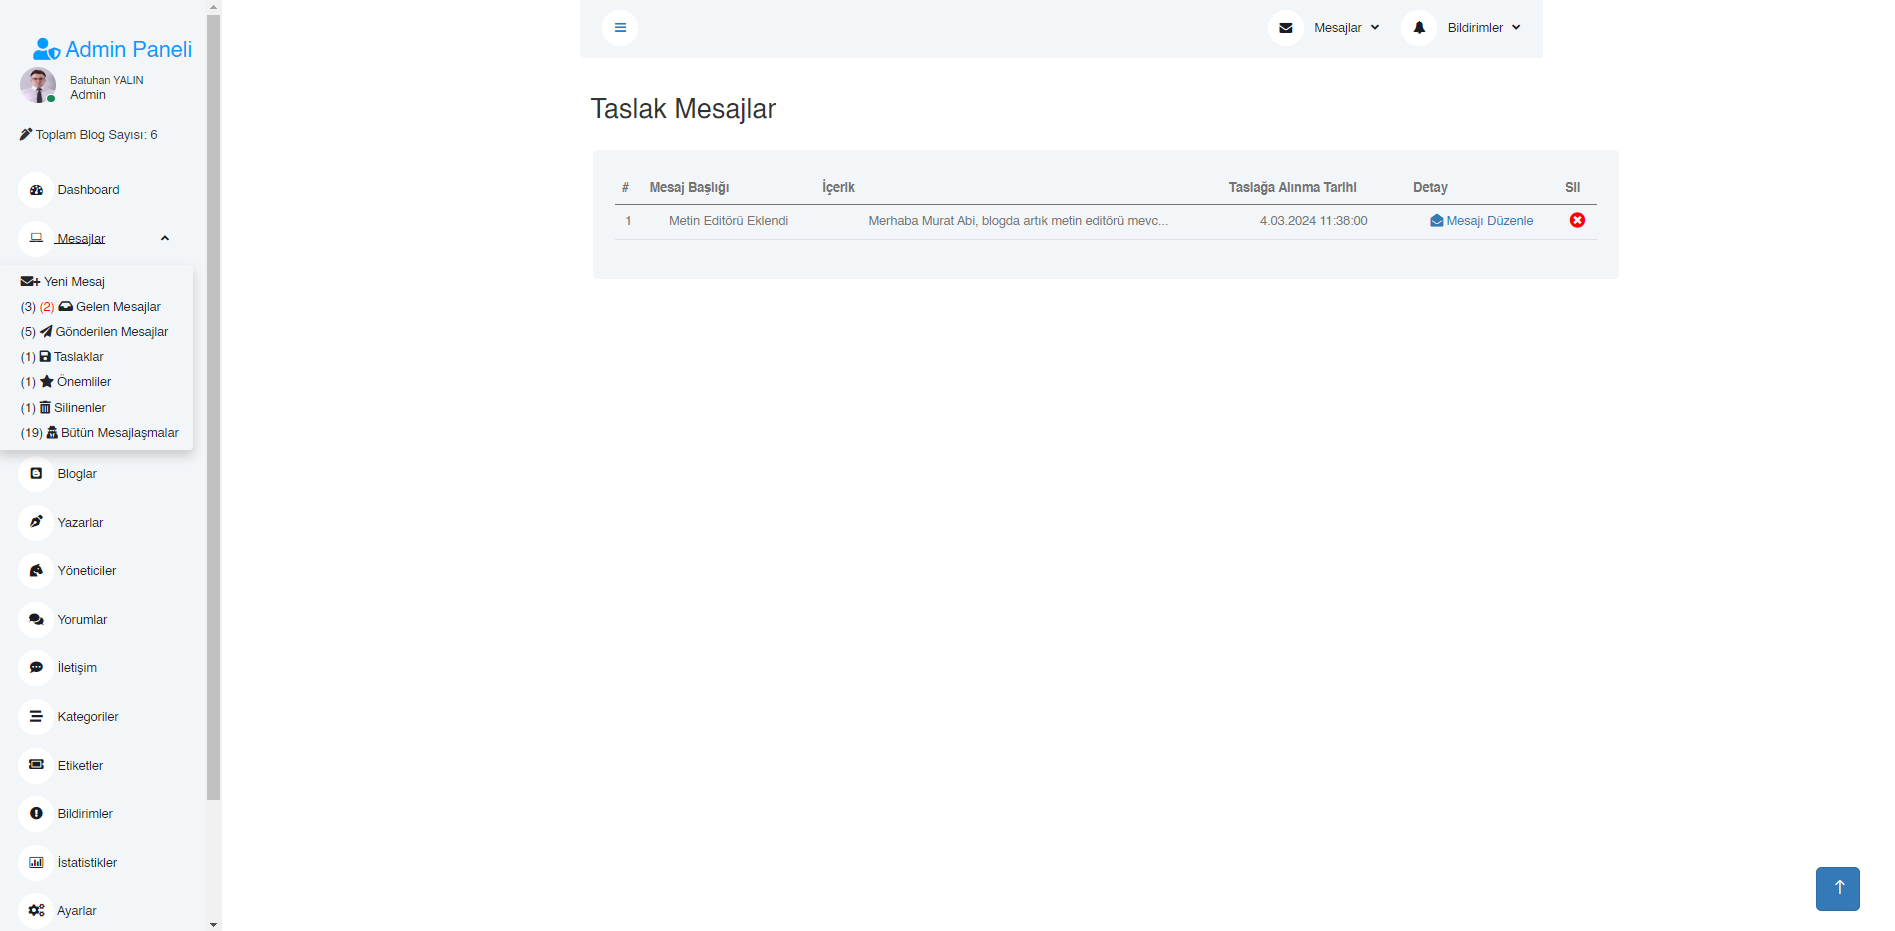 Admin Paneli
Batuhan YALIN
Admin
Toplam Blog Sayısı: 6
Dashboard
Mesajlar
Yeni Mesaj
(3) (2) Gelen Mesajlar
(5) Gönderilen Mesajlar
(1) Taslaklar
(1) Önemliler
(1) Silinenler
(19) Bütün Mesajlaşmalar
Bloglar
Yazarlar
Yöneticiler
Yorumlar
İletişim
Kategoriler
Etiketler
Bildirimler
İstatistikler
Ayarlar
Mesajlar Bildirimler
Taslak Mesajlar
# Mesaj Başlığı İçerik Taslağa Alınma Tarihi Detay Sil
1 Metin Editörü Eklendi Merhaba Murat Abi, blogda artık metin editörü mevc... 4.03.2024 11:38:00 Mesajı Düzenle